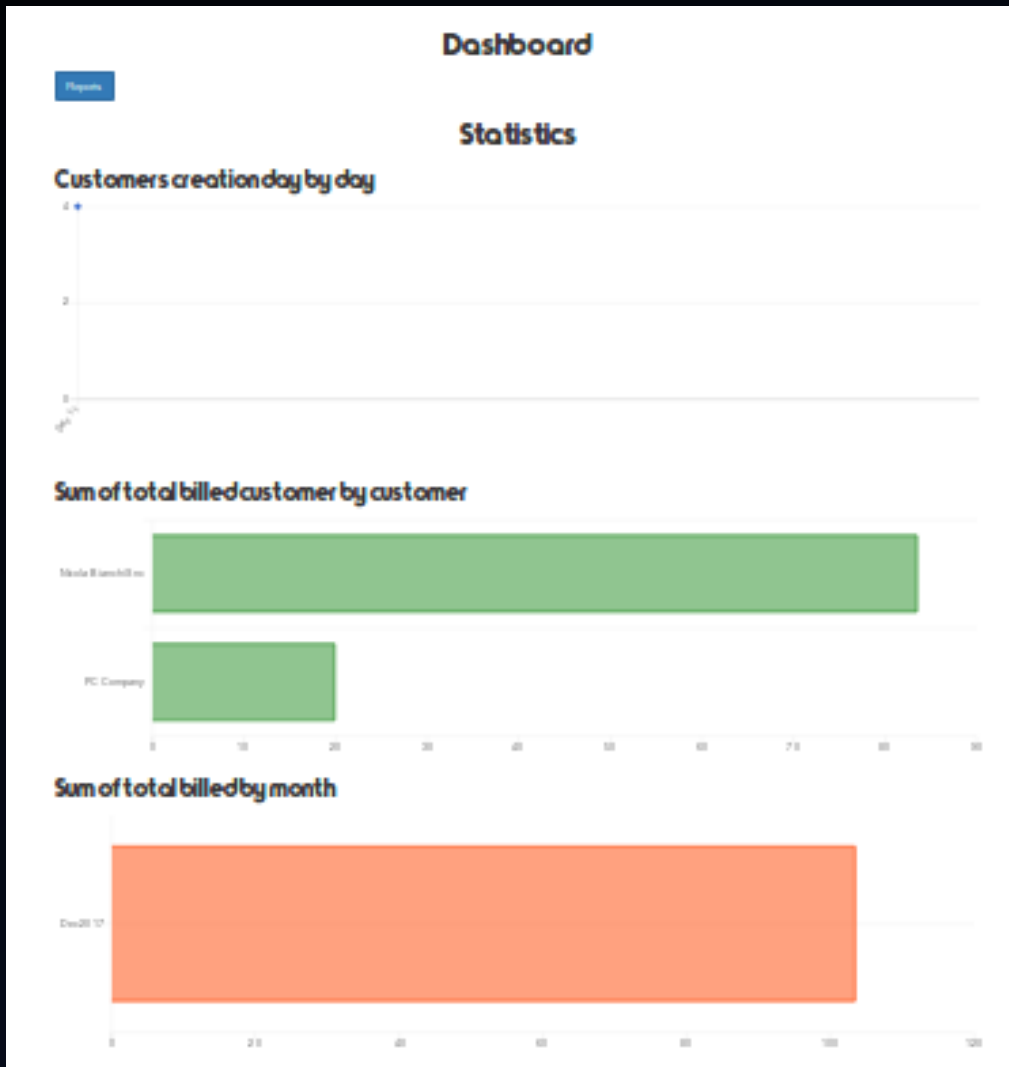 Dashboard
Reports
Statistics
Customers creation day by day
4
2
0
Sum of total billed customer by customer
PC Company
0 10 20 30 40 50 60 70 80 90
Sum of total billed by month
Dec2017
0 20 40 60 80 100 120